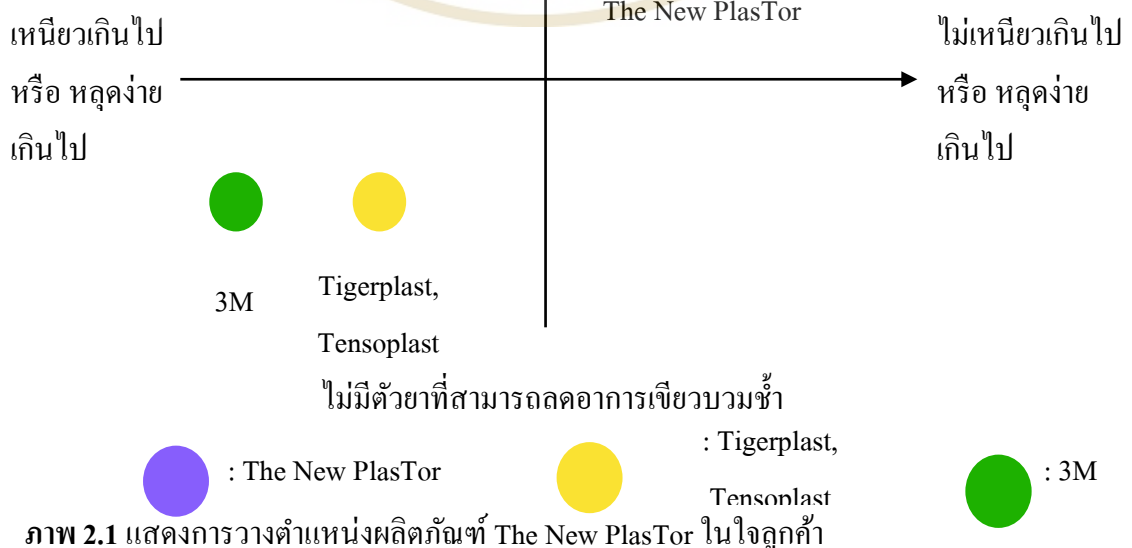 The New PlasTor
เหนียวเกินไป
หรือ หลุดง่าย
เกินไป
ไม่เหนียวเกินไป
หรือ หลุดง่าย
เกินไป
3M
Tigerplast,
Tensoplast
ไม่มีตัวยาที่สามารถลดอาการเขียวบวมช้ำ
: The New PlasTor
: Tigerplast,
Tensoplast
: 3M
ภาพ 2.1 แสดงการวางตำแหน่งผลิตภัณฑ์ The New PlasTor ในใจลูกค้า